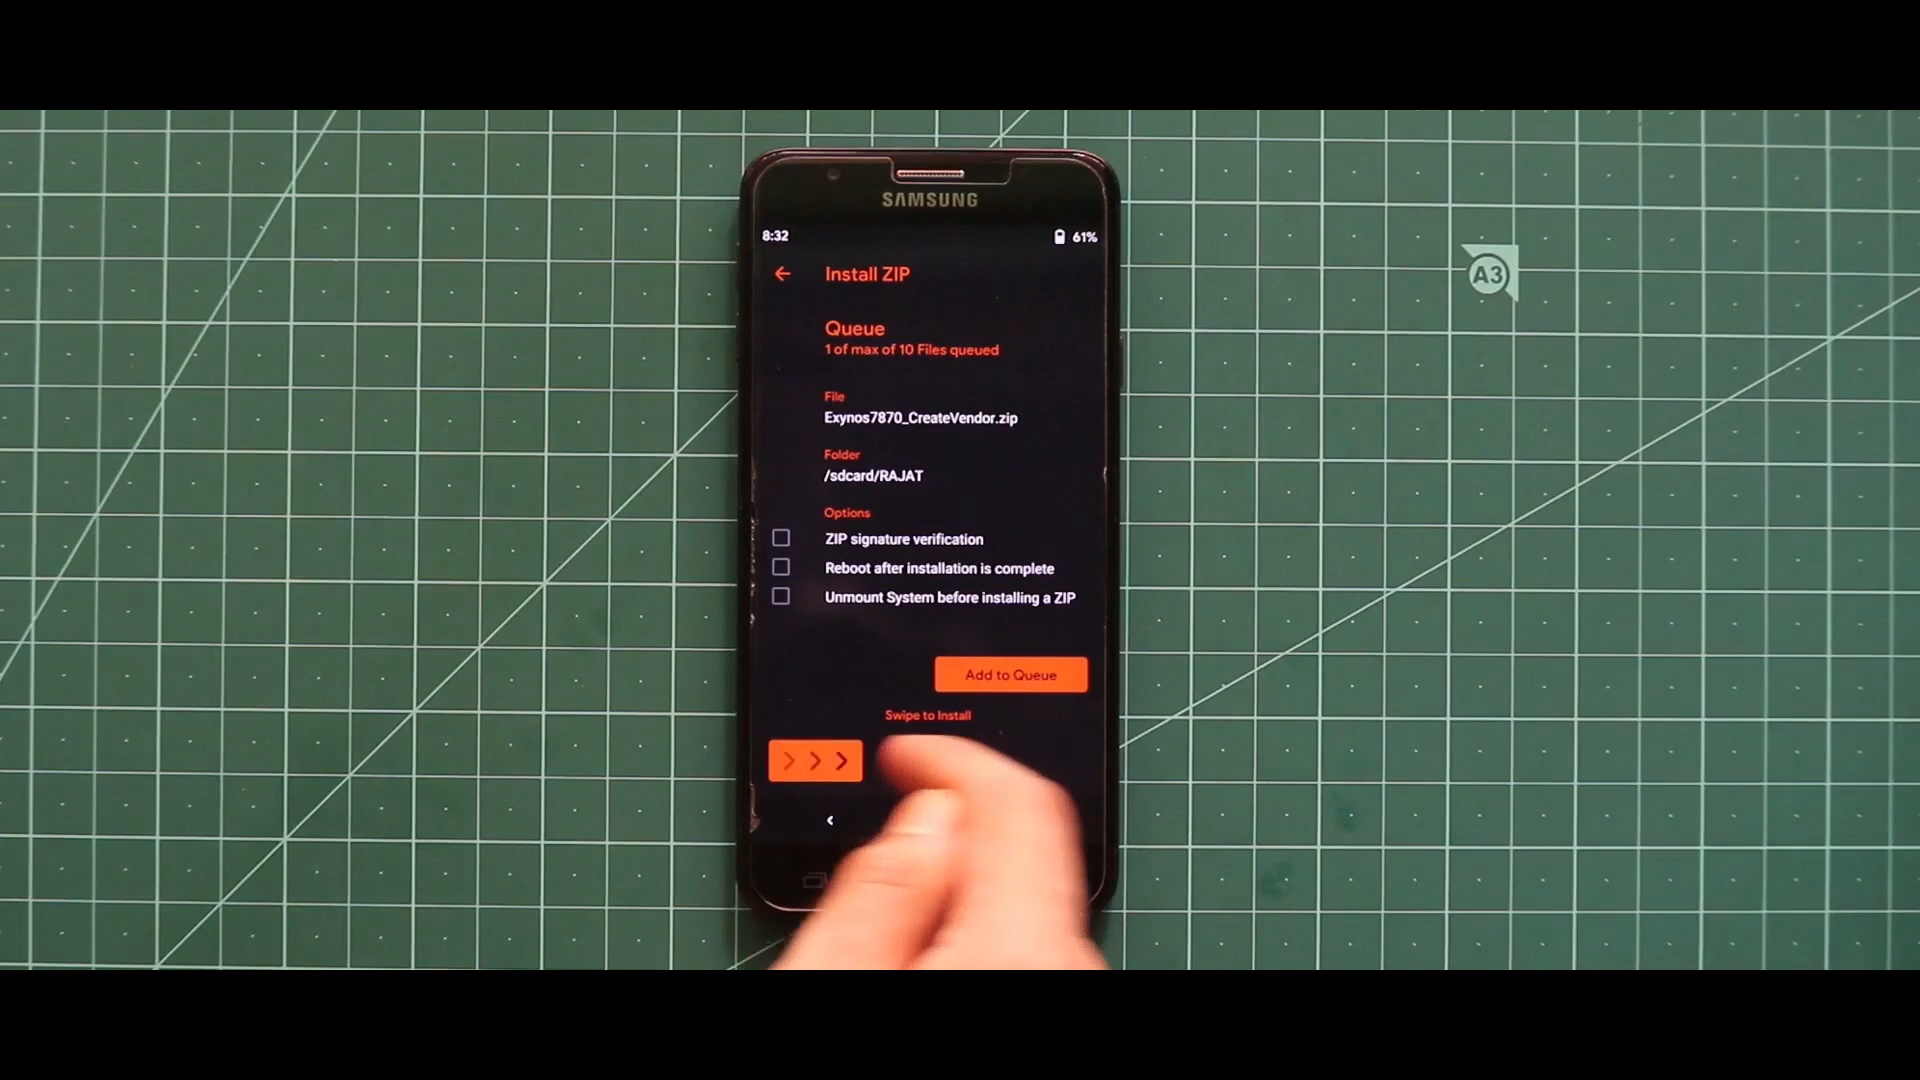 SAMSUNG
8:32
61%
Install ZIP
Queue
1 of max of 10 Files queued
File
Exynos7870_CreateVendor.zip
Folder
/sdcard/RAJAT
Options
ZIP signature verification
Reboot after installation is complete
Unmount System before installing a ZIP
Add to Queue
Swipe to Install
A3